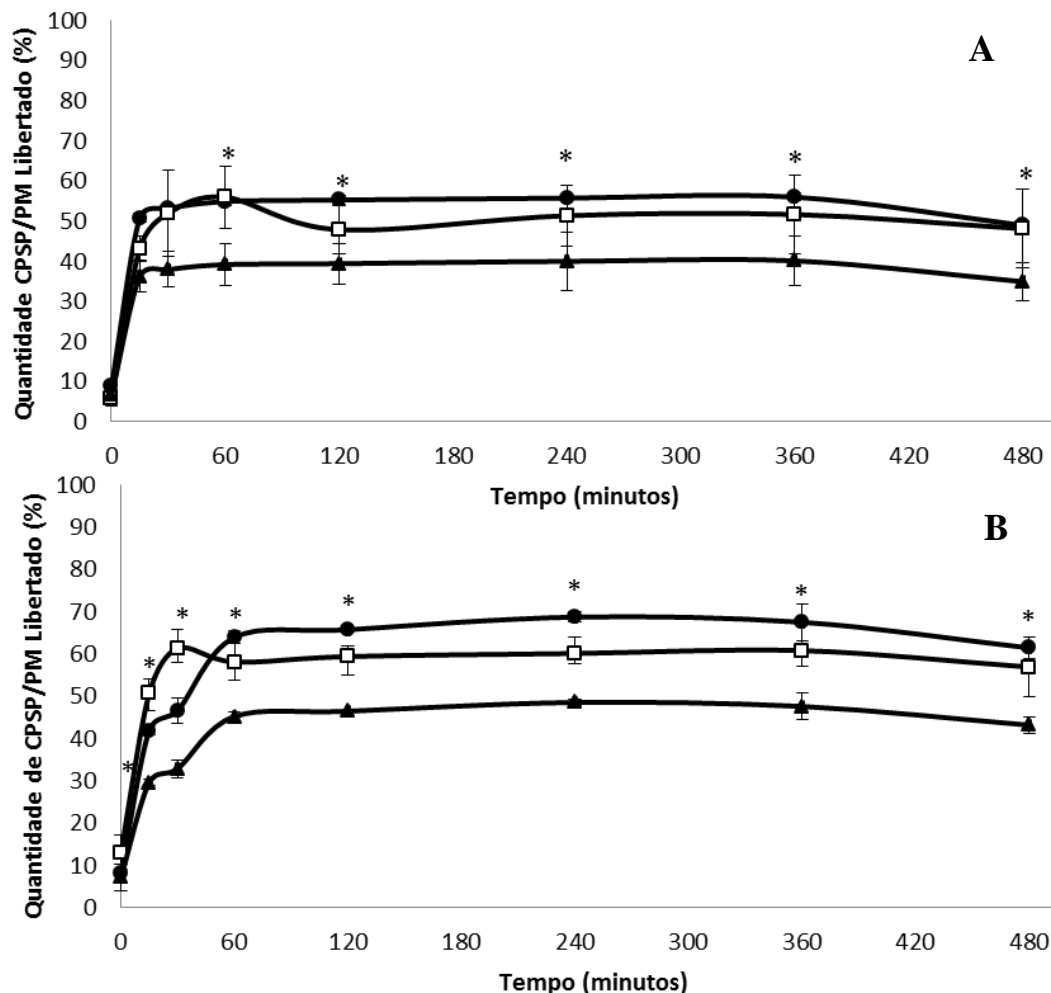 Quantidade CPSP/PM Libertado (%)
100
90
80
70
60
50
40
30
20
10
0
A
* * * * *
0 60 120 180 240 300 360 420 480
Tempo (minutos)
Quantidade de CPSP/PM Libertado (%)
100
90
80
70
60
50
40
30
20
10
0
B
* * * * * * * *
0 60 120 180 240 300 360 420 480
Tempo (minutos)